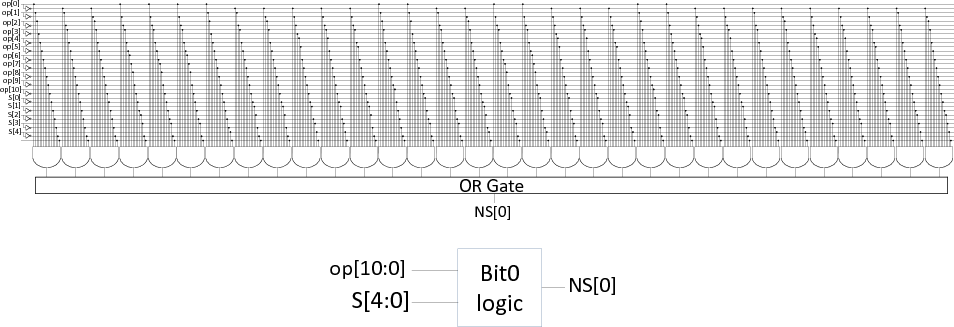 op[0]
op[1]
op[2]
op[3]
op[4]
op[5]
op[6]
op[7]
op[8]
op[9]
op[10]
S[0]
S[1]
S[2]
S[3]
S[4]
OR Gate
NS[0]
op[10:0]
S[4:0]
Bit0
logic
NS[0]